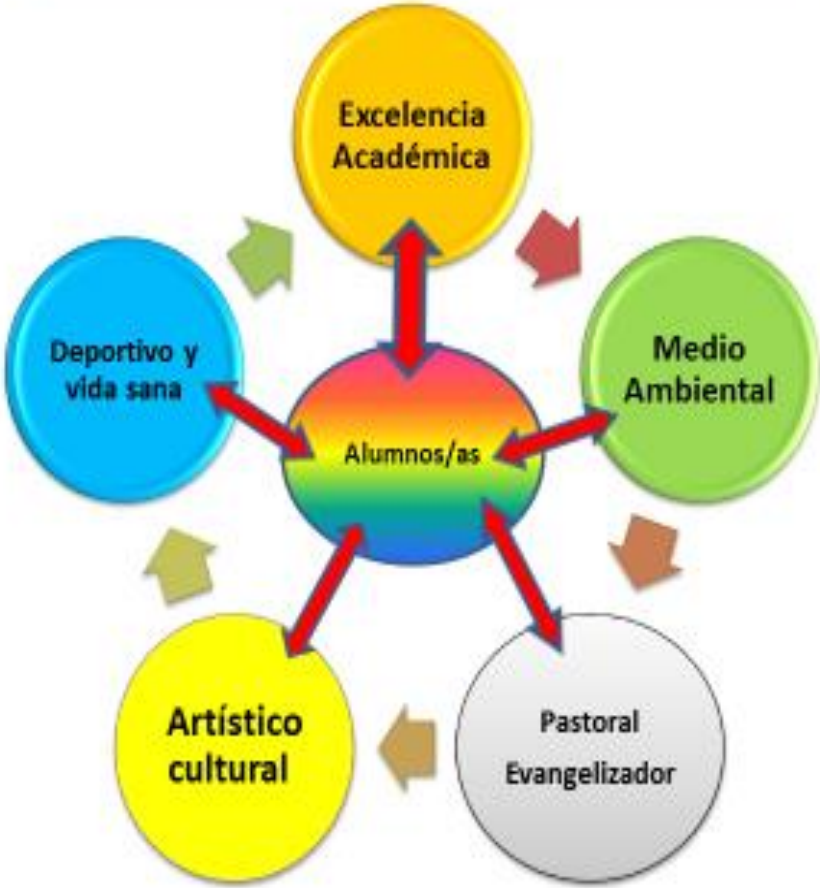 Excelencia
Académica
Deportivo y
vida sana
Medio
Ambiental
Alumnos/as
Artístico
cultural
Pastoral
Evangelizador